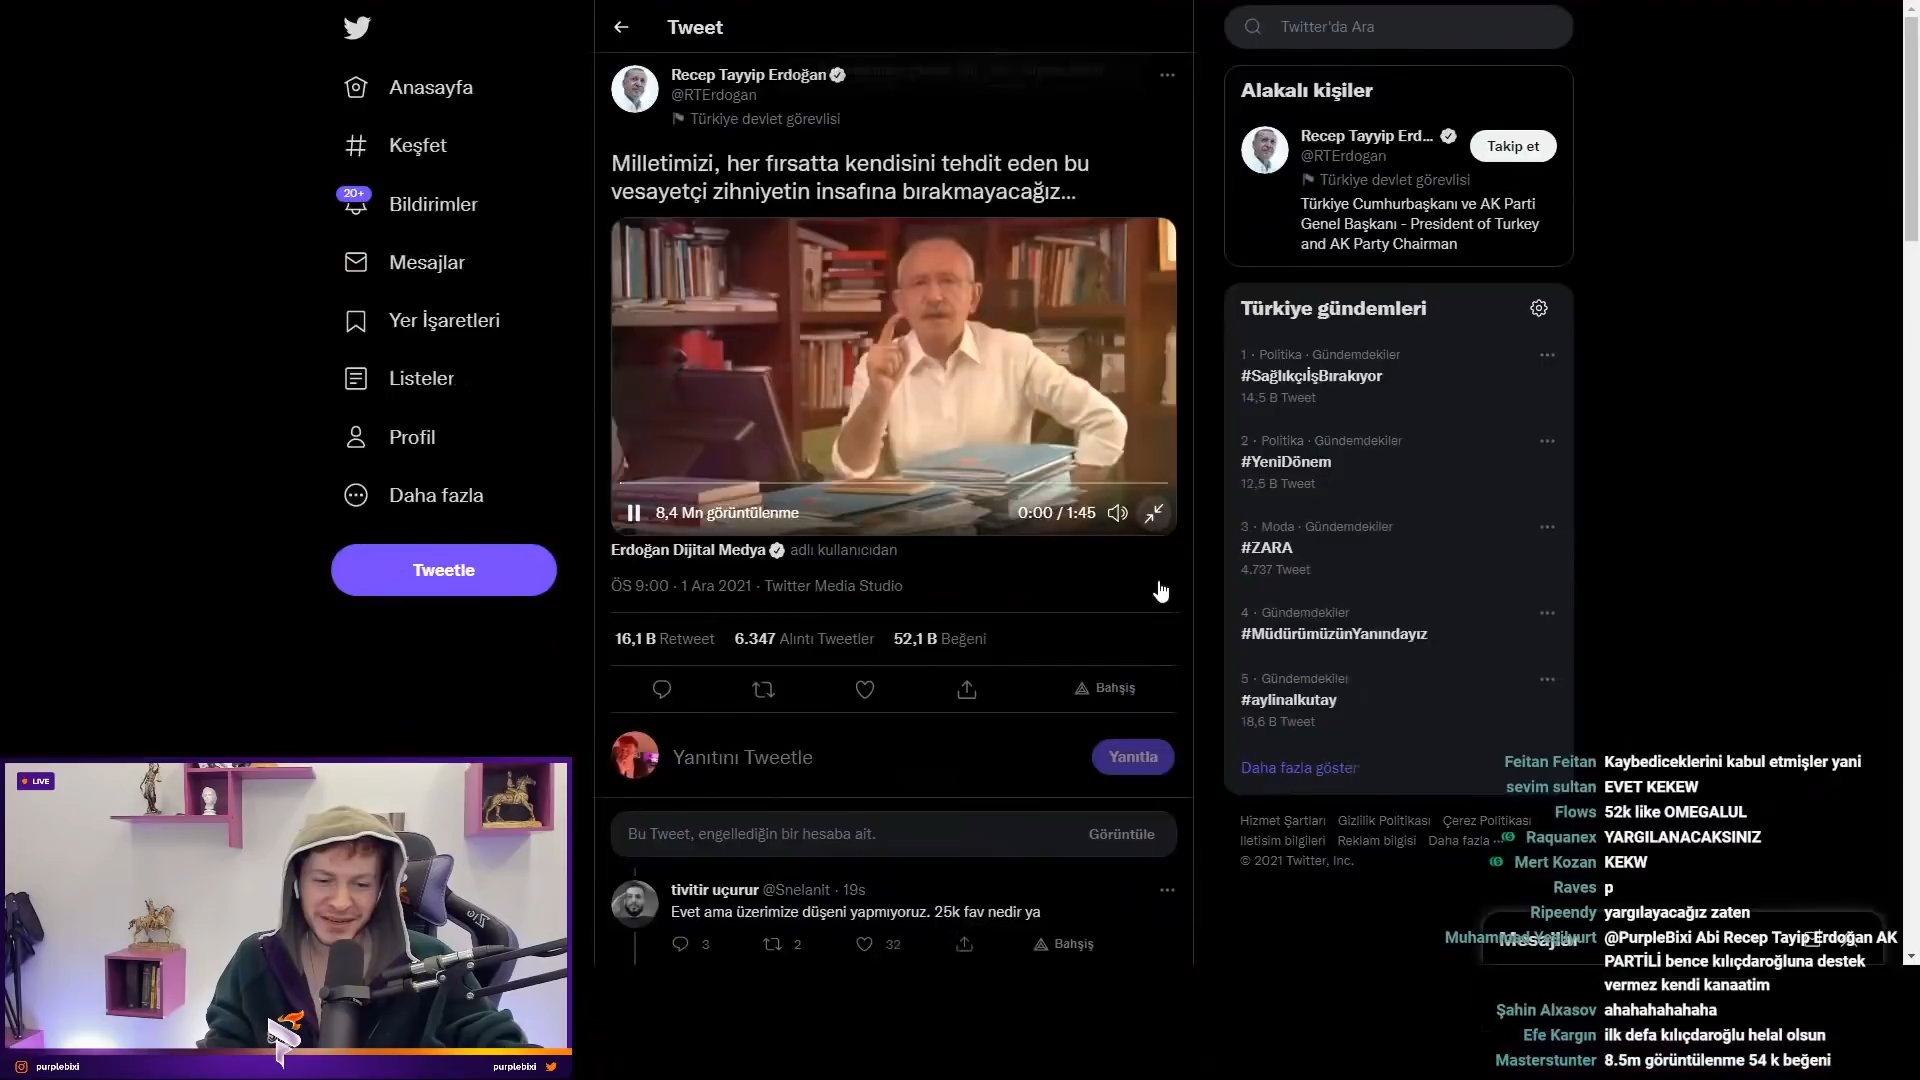 Anasayfa
Keşfet
20+
Bildirimler
Mesajlar
Yer İşaretleri
Listeler
Profil
Daha fazla
Tweetle
Tweet
Recep Tayyip Erdoğan
@RTErdogan
Türkiye devlet görevlisi
Milletimizi, her fırsatta kendisini tehdit eden bu
vesayetçi zihniyetin insafına bırakmayacağız...
8,4 Mn görüntülenme
0:00 / 1:45
Erdoğan Dijital Medya adlı kullanıcıdan
ÖS 9:00 · 1 Ara 2021 · Twitter Media Studio
16,1 B Retweet 6.347 Alıntı Tweetler 52,1 B Beğeni
Bahşiş
Yanıtını Tweetle
Yanıtla
Bu Tweet, engellediğin bir hesaba ait.
Görüntüle
tivitir uçurur @Snelanit · 19s
Evet ama üzerimize düşeni yapmıyoruz. 25k fav nedir ya
3 2 32 Bahşiş
Twitter'da Ara
Alakalı kişiler
Recep Tayyip Erd...
@RTErdogan
Takip et
Türkiye devlet görevlisi
Türkiye Cumhurbaşkanı ve AK Parti
Genel Başkanı - President of Turkey
and AK Party Chairman
Türkiye gündemleri
1 · Politika · Gündemdekiler
#SağlıkçıİşBırakıyor
14,5 B Tweet
2 · Politika · Gündemdekiler
#YeniDönem
12,5 B Tweet
3 · Moda · Gündemdekiler
#ZARA
4.737 Tweet
4 · Gündemdekiler
#MüdürümüzünYanındayız
5 · Gündemdekiler
#aylinalkutay
18,6 B Tweet
Daha fazla göster
Hizmet Şartları Gizlilik Politikası Çerez Politikası
İletişim bilgileri Reklam bilgisi Daha fazla ...
© 2021 Twitter, Inc.
Mesajlar
Feitan Feitan Kaybediceklerini kabul etmişler yani
sevim sultan EVET KEKEW
Flows 52k like OMEGALUL
Raquanex YARGILANACAKSINIZ
Mert Kozan KEKW
Raves p
Ripeendy yargılayacağız zaten
Muhammed Yeşilyurt @PurpleBixi Abi Recep Tayip Erdoğan AK
PARTİLİ bence kılıçdaroğluna destek
vermez kendi kanaatim
Şahin Alxasov ahahahahahaha
Efe Kargın ilk defa kılıçdaroğlu helal olsun
Masterstunter 8.5m görüntülenme 54 k beğeni
LIVE
purplebixi
purplebixi